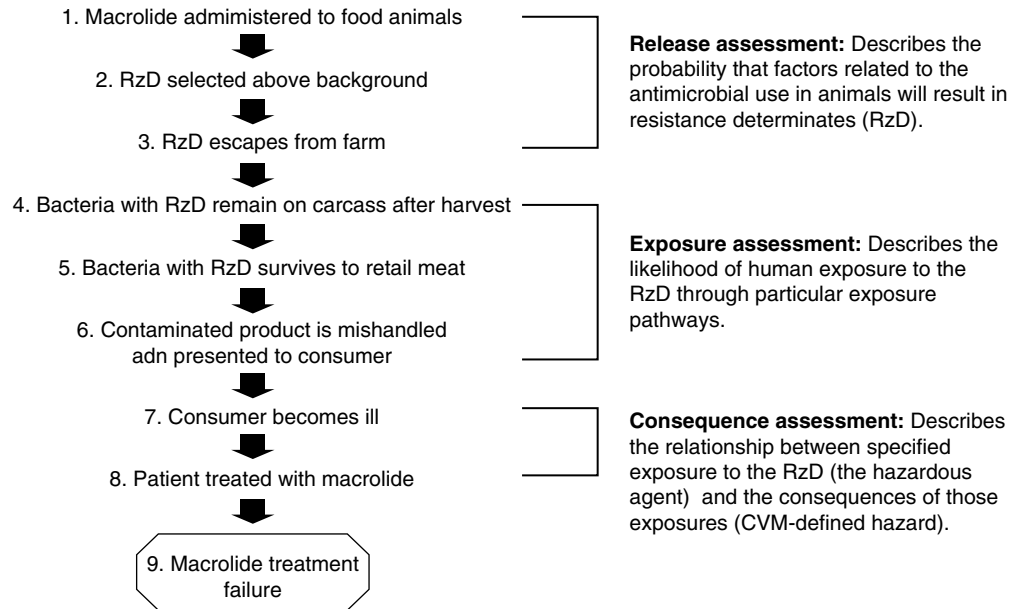 1. Macrolide admimistered to food animals
2. RzD selected above background
3. RzD escapes from farm
Release assessment: Describes the
probability that factors related to the
antimicrobial use in animals will result in
resistance determinates (RzD).
4. Bacteria with RzD remain on carcass after harvest
5. Bacteria with RzD survives to retail meat
6. Contaminated product is mishandled
adn presented to consumer
Exposure assessment: Describes the
likelihood of human exposure to the
RzD through particular exposure
pathways.
7. Consumer becomes ill
8. Patient treated with macrolide
Consequence assessment: Describes
the relationship between specified
exposure to the RzD (the hazardous
agent) and the consequences of those
exposures (CVM-defined hazard).
9. Macrolide treatment
failure